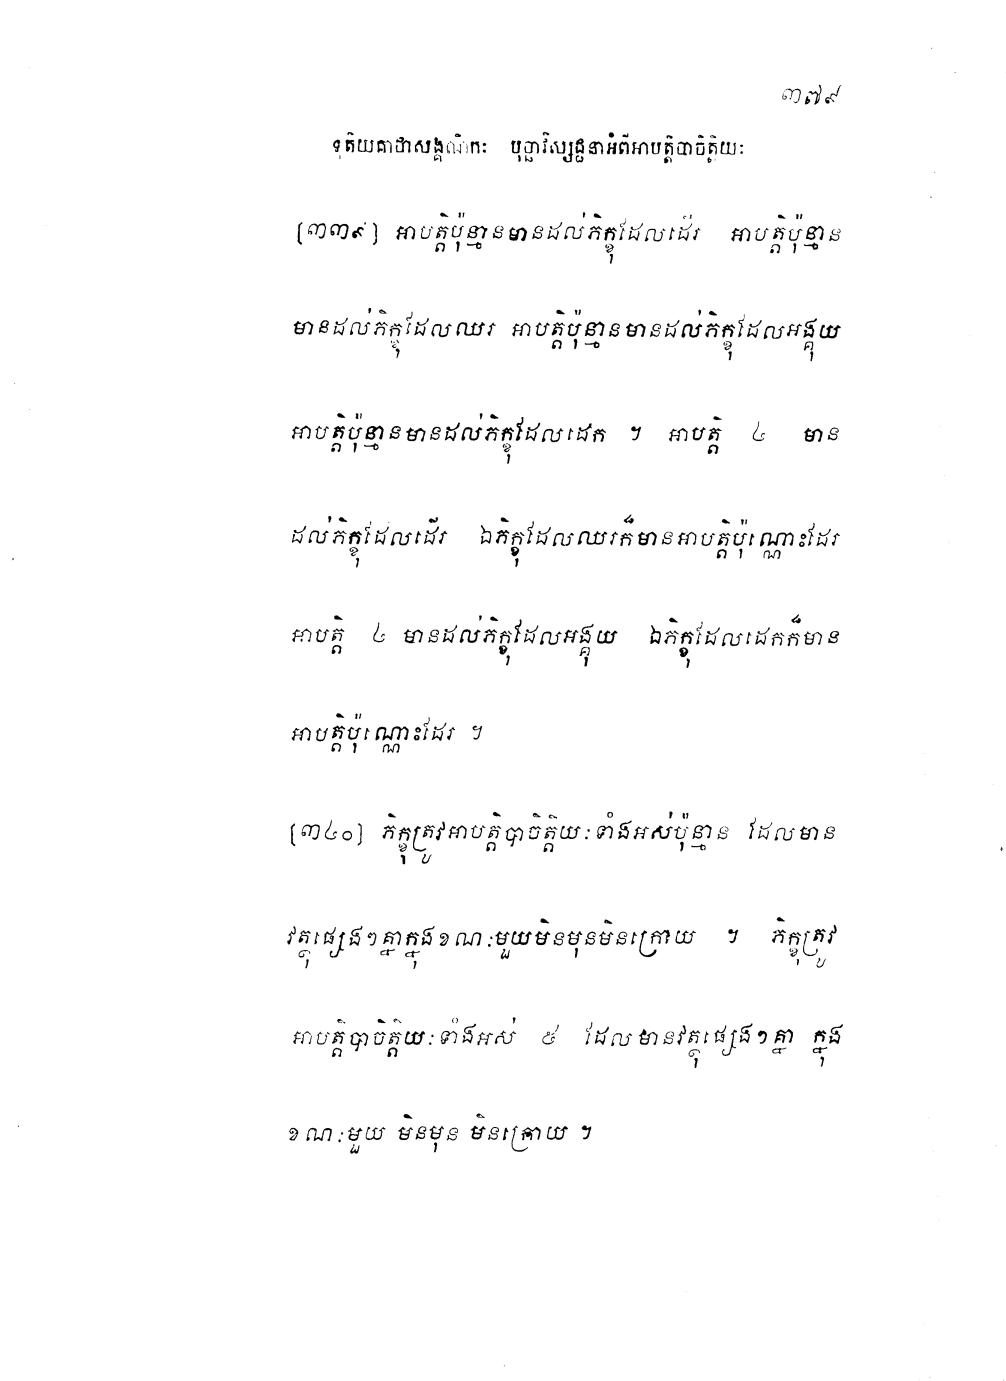 ៣៧៩
ទុតិយគាថាសង្គណិកៈ បុច្ឆាវិស្សជ្ជនាអំពីអាបត្តិបាចិត្តិយៈ
[៣៣៩] អាបត្តិប៉ុន្មានមានដល់ភិក្ខុដែលដើរ អាបត្តិប៉ុន្មាន
មានដល់ភិក្ខុដែលឈរ អាបត្តិប៉ុន្មានមានដល់ភិក្ខុដែលអង្គុយ
អាបត្តិប៉ុន្មានមានដល់ភិក្ខុដែលដេក ។ អាបត្តិ ៤ មាន
ដល់ភិក្ខុដែលដើរ ឯភិក្ខុដែលឈរក៏មានអាបត្តិប៉ុណ្ណោះដែរ
អាបត្តិ ៤ មានដល់ភិក្ខុដែលអង្គុយ ឯភិក្ខុដែលដេកក៏មាន
អាបត្តិប៉ុណ្ណោះដែរ ។
[៣៤០] ភិក្ខុត្រូវអាបត្តិបាចិត្តិយៈទាំងអស់ប៉ុន្មាន ដែលមាន
វត្ថុផ្សេងៗគ្នាក្នុងខណៈមួយមិនមុនមិនក្រោយ ។ ភិក្ខុត្រូវ
អាបត្តិបាចិត្តិយៈទាំងអស់ ៥ ដែលមានវត្ថុផ្សេងៗគ្នា ក្នុង
ខណៈមួយ មិនមុន មិនក្រោយ ។